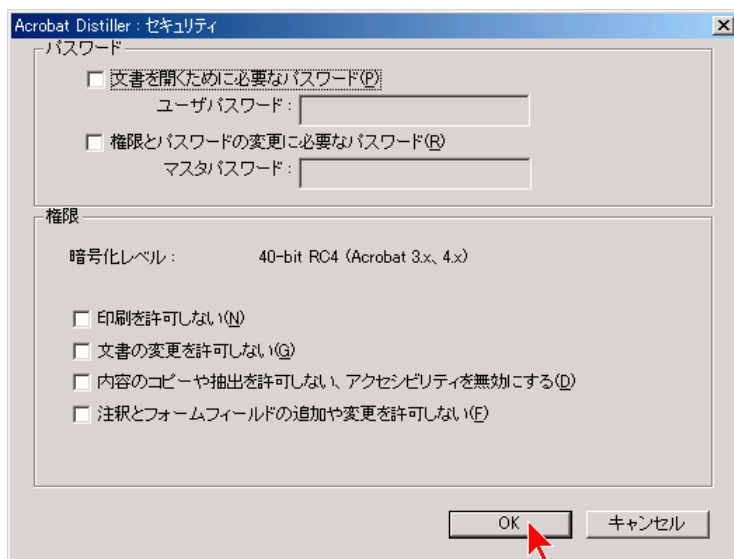 Acrobat Distiller : セキュリティ
パスワード
文書を開くために必要なパスワード(P)
ユーザパスワード :
権限とパスワードの変更に必要なパスワード(R)
マスタパスワード :
権限
暗号化レベル : 40-bit RC4 (Acrobat 3.x、4.x)
印刷を許可しない(N)
文書の変更を許可しない(G)
内容のコピーや抽出を許可しない、アクセシビリティを無効にする(D)
注釈とフォームフィールドの追加や変更を許可しない(F)
OK キャンセル